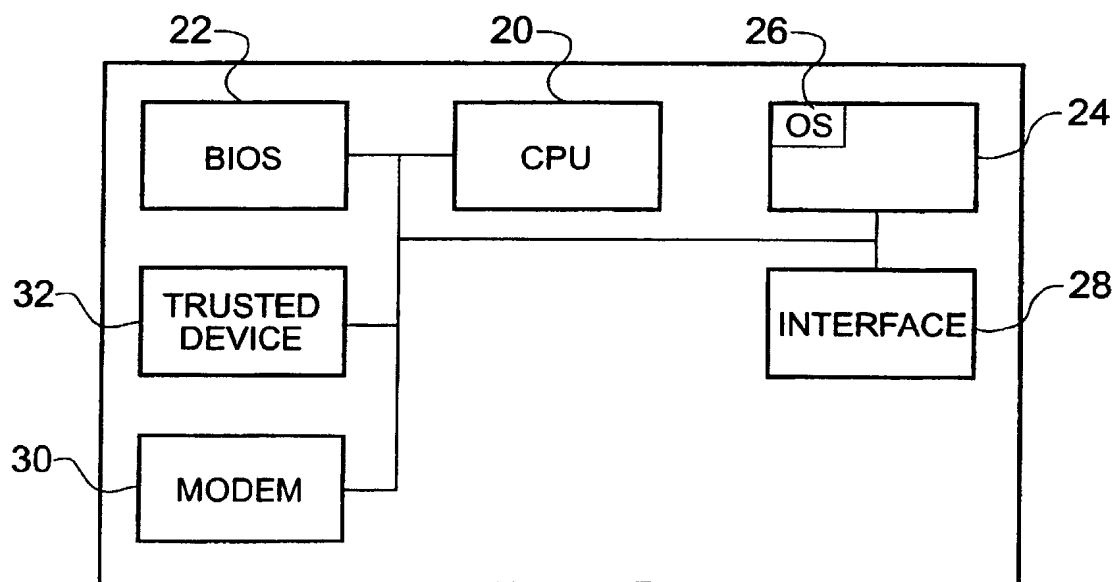 22
20
26
OS
24
BIOS
CPU
32
TRUSTED
DEVICE
28
INTERFACE
30
MODEM